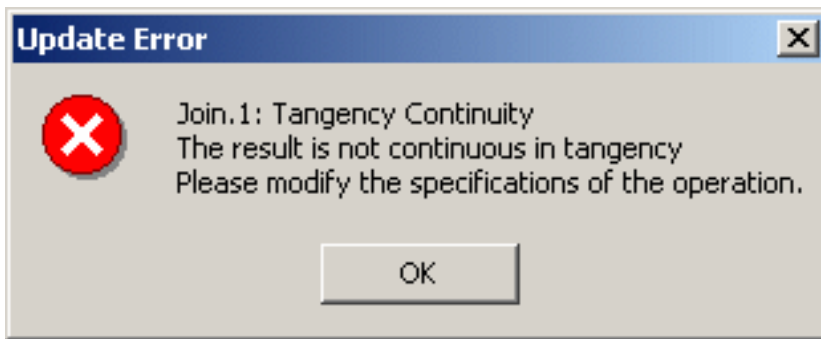 Update Error
Join.1: Tangency Continuity
The result is not continuous in tangency
Please modify the specifications of the operation.
OK